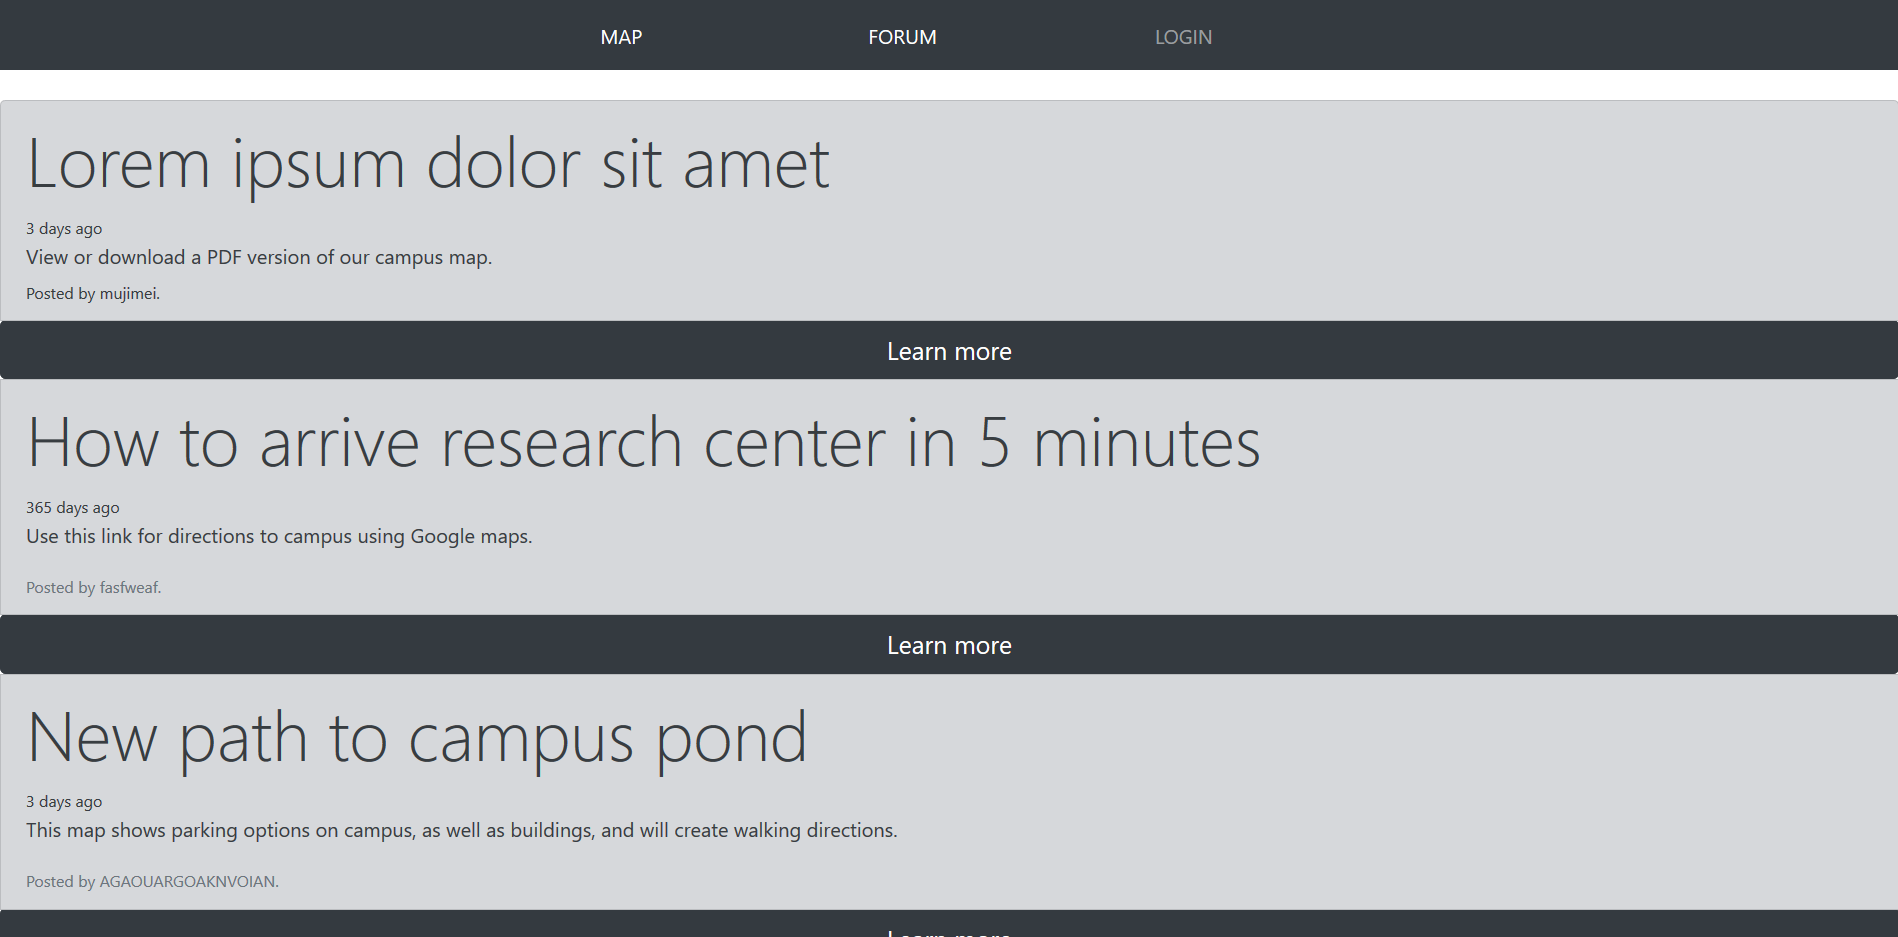 MAP FORUM LOGIN
Lorem ipsum dolor sit amet
3 days ago
View or download a PDF version of our campus map.
Posted by mujimei.
Learn more
How to arrive research center in 5 minutes
365 days ago
Use this link for directions to campus using Google maps.
Posted by fasfweaf.
Learn more
New path to campus pond
3 days ago
This map shows parking options on campus, as well as buildings, and will create walking directions.
Posted by AGAOUARGOAKNVOIAN.
Learn more